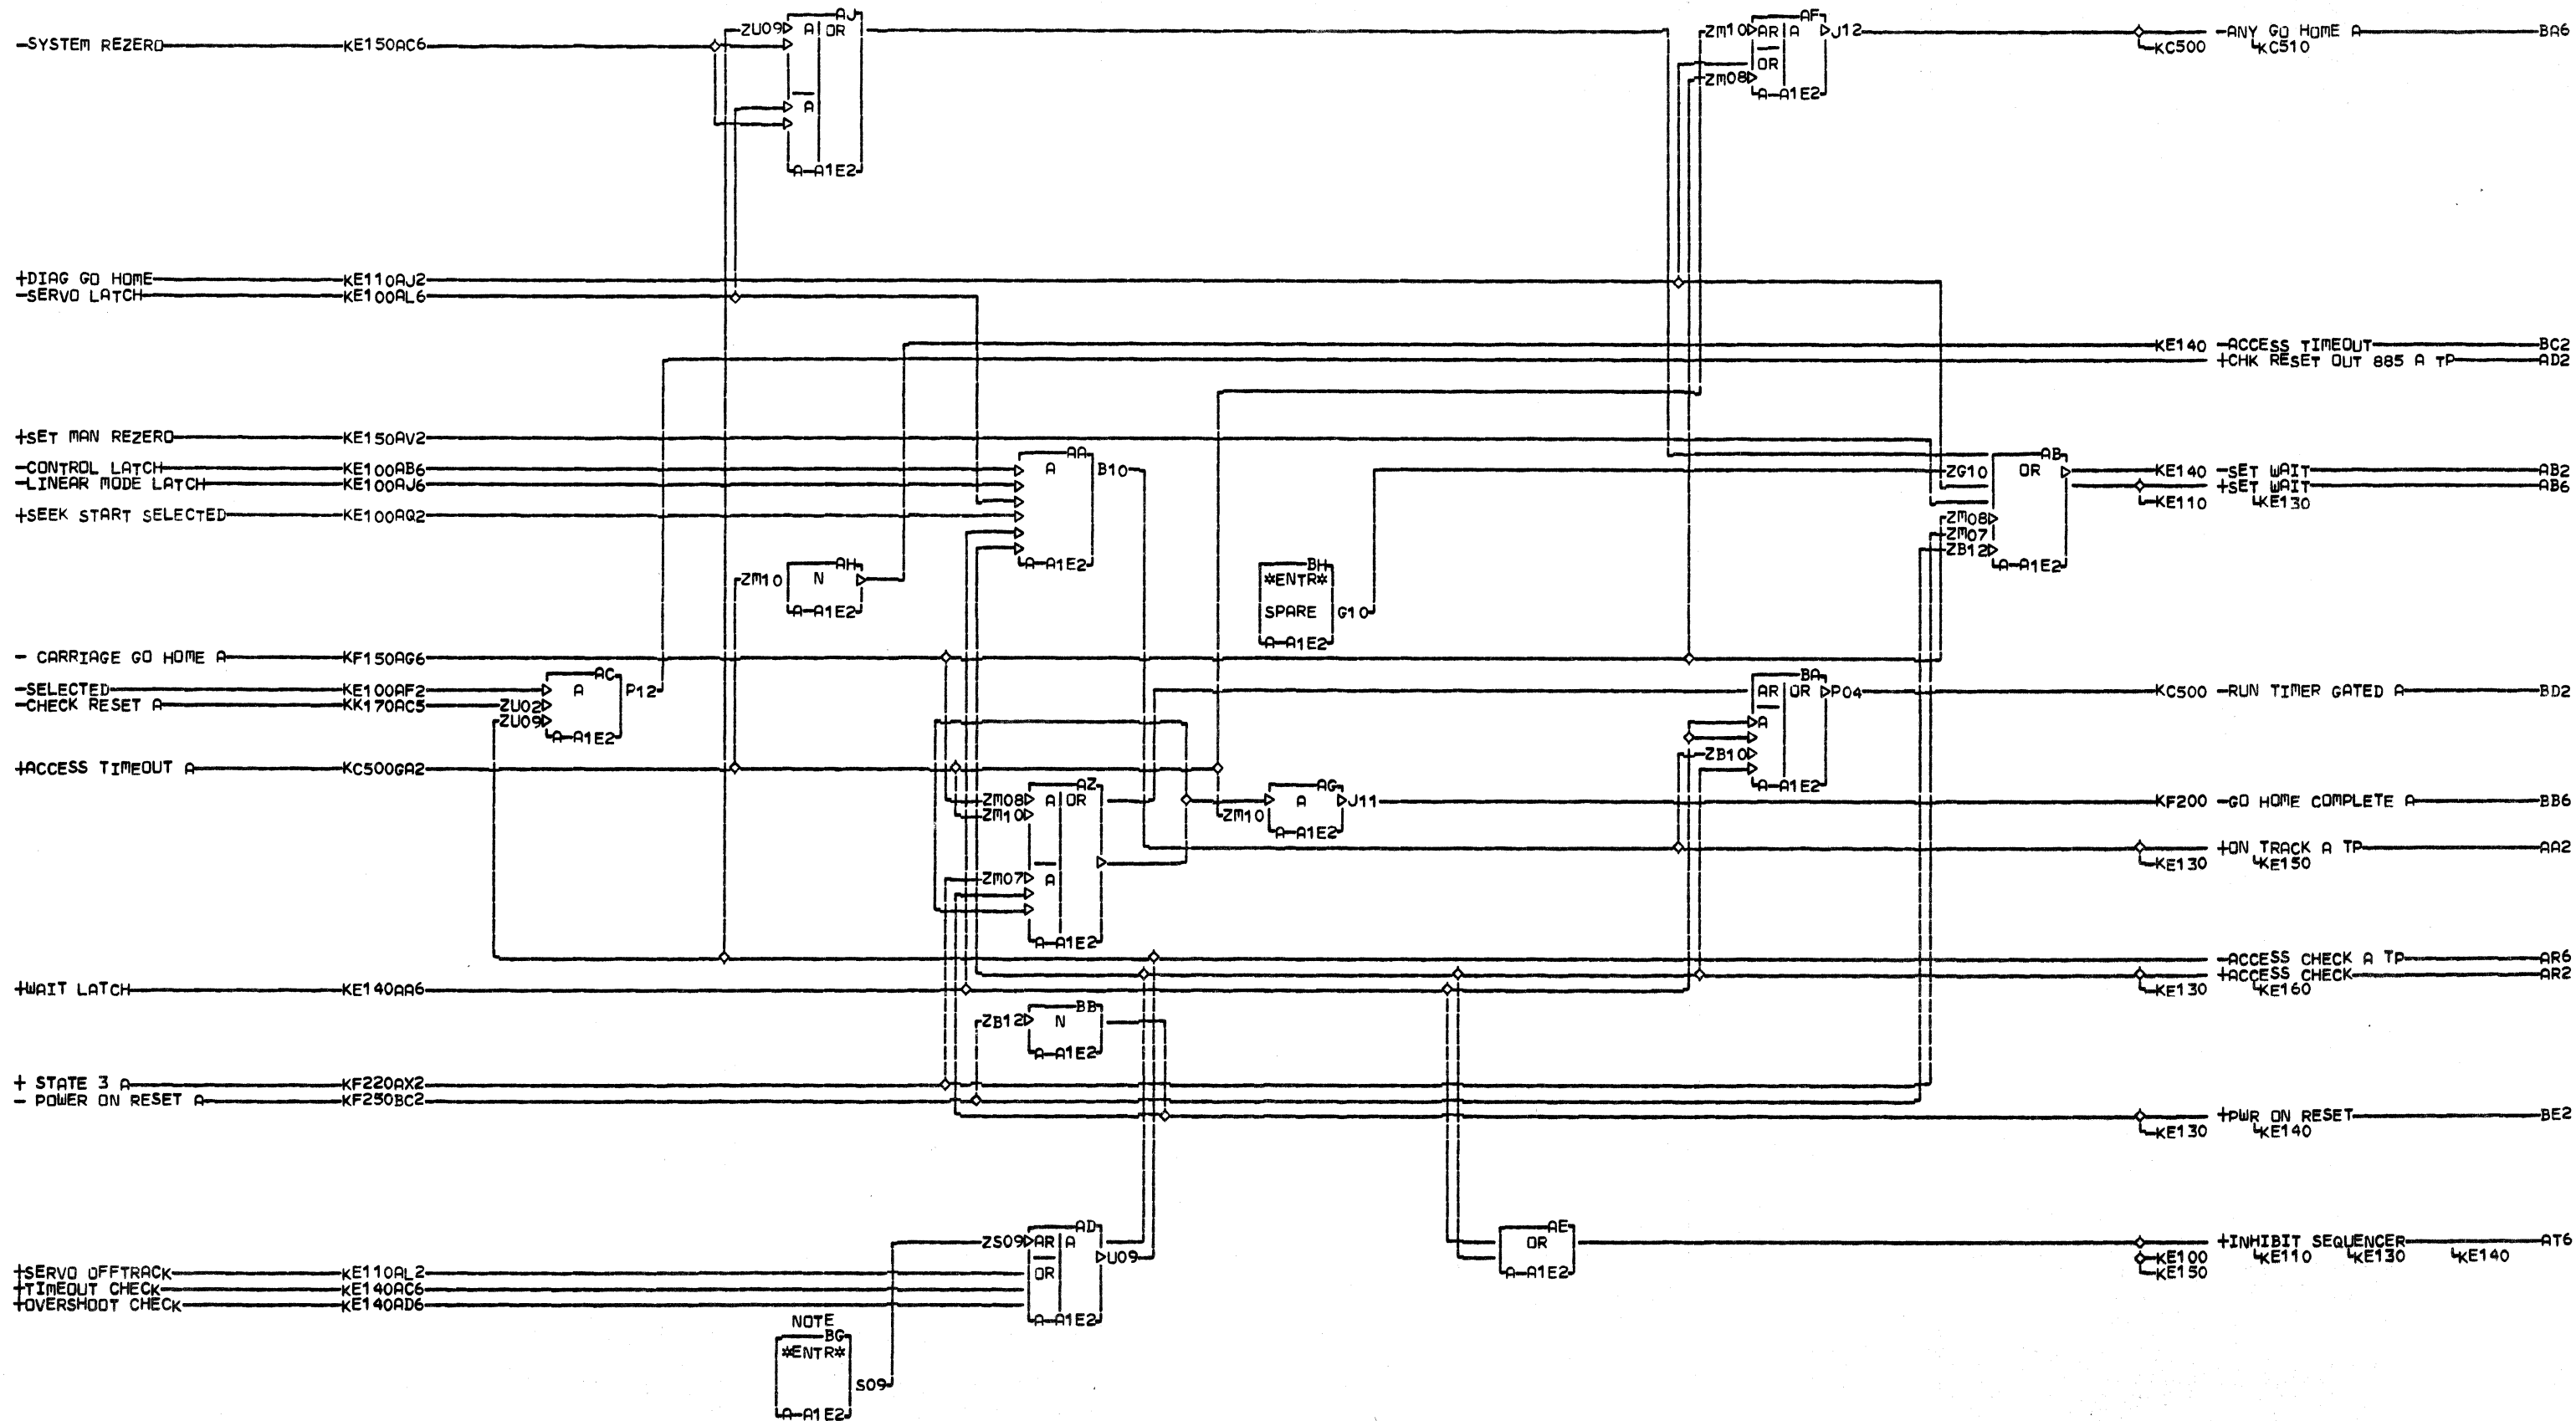 AJ
ZU09 A OR
-SYSTEM REZERO KE150AC6
A
A-A1E2
AF
ZM10 AR A J12
OR
ZM08
A-A1E2
-ANY GO HOME A BA6
KC500 KC510
+DIAG GO HOME KE110AJ2
-SERVO LATCH KE100AL6
KE140 -ACCESS TIMEOUT BC2
+CHK RESET OUT 885 A TP AD2
+SET MAN REZERO KE150AV2
-CONTROL LATCH KE100AB6
-LINEAR MODE LATCH KE100AJ6
+SEEK START SELECTED KE100AQ2
AA
A B10
A-A1E2
AB
ZG10 OR
ZM08
ZM07
ZB12
A-A1E2
KE140 -SET WAIT AB2
+SET WAIT AB6
KE110 KE130
AH
ZM10 N
A-A1E2
BH
*ENTR*
SPARE G10
A-A1E2
- CARRIAGE GO HOME A KF150AG6
-SELECTED KE100AF2
-CHECK RESET A KK170AC5
AC
A P12
ZU02
ZU09
A-A1E2
BA
AR OR P04
A
ZB10
A-A1E2
KC500 -RUN TIMER GATED A BD2
+ACCESS TIMEOUT A KC500GA2
AZ
ZM08 A OR
ZM10
ZM07 A
A-A1E2
AG
A J11
ZM10
A-A1E2
KF200 -GO HOME COMPLETE A BB6
+ON TRACK A TP AA2
KE130 KE150
-ACCESS CHECK A TP AR6
+ACCESS CHECK AR2
KE130 KE160
+WAIT LATCH KE140AA6
BB
ZB12 N
A-A1E2
+ STATE 3 A KF220AX2
- POWER ON RESET A KF250BC2
+PWR ON RESET BE2
KE130 KE140
AD
ZS09 AR A
U09
OR
A-A1E2
+SERVO OFFTRACK KE110AL2
+TIMEOUT CHECK KE140AC6
+OVERSHOOT CHECK KE140AD6
AE
OR
A-A1E2
+INHIBIT SEQUENCER AT6
KE100 KE110 KE130 KE140
KE150
NOTE
BG
*ENTR*
S09
A-A1E2